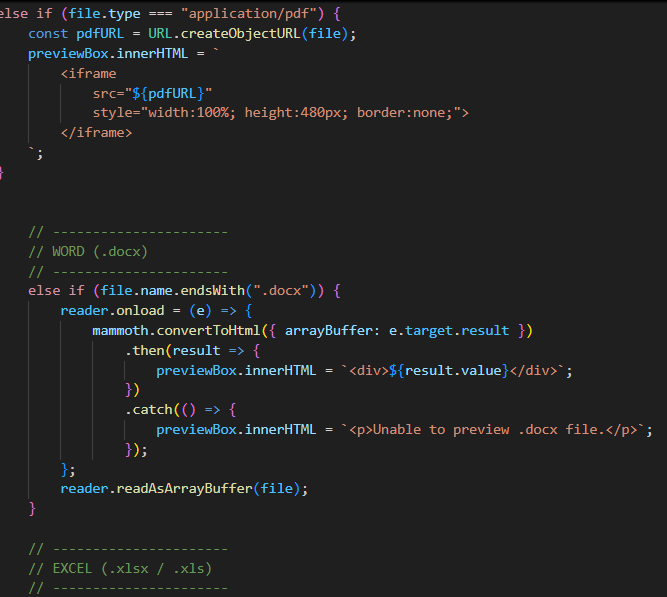 else if (file.type === "application/pdf") {
const pdfURL = URL.createObjectURL(file);
previewBox.innerHTML = `
<iframe
src="${pdfURL}"
style="width:100%; height:480px; border:none;">
</iframe>
`;
}
// ----------------------
// WORD (.docx)
// ----------------------
else if (file.name.endsWith(".docx")) {
reader.onload = (e) => {
mammoth.convertToHtml({ arrayBuffer: e.target.result })
.then(result => {
previewBox.innerHTML = `<div>${result.value}</div>`;
})
.catch(() => {
previewBox.innerHTML = `<p>Unable to preview .docx file.</p>`;
});
};
reader.readAsArrayBuffer(file);
}
// ----------------------
// EXCEL (.xlsx / .xls)
// ----------------------